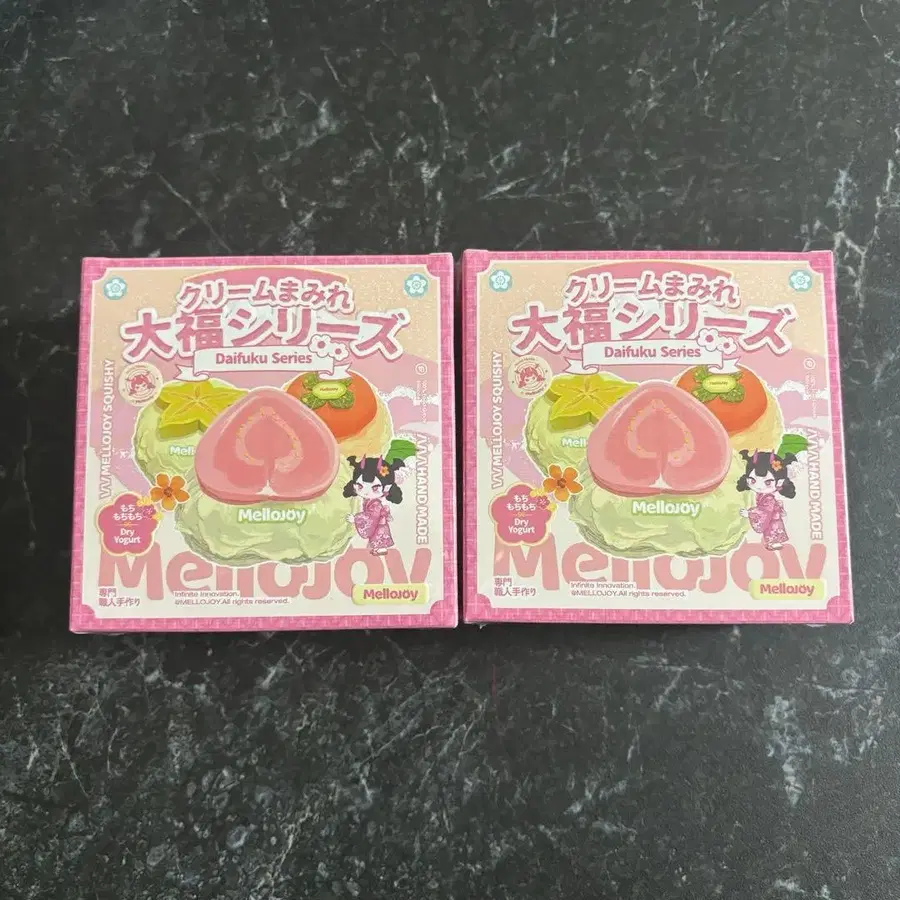 クリームまみれ
大福シリーズ
Daifuku Series
MELLOJOY SQUISHY
HAND MADE
mellojoy
Mell
MelloJoy
もち
もちもち
Dry
Yogurt
MelloJoy
専門
職人手作り
Infinite Innovation.
@MELLOJOY.All rights reserved.
MelloJoy
クリームまみれ
大福シリーズ
Daifuku Series
MELLOJOY SQUISHY
HAND MADE
mellojoy
Mell
MelloJoy
もち
もちもち
Dry
Yogurt
MelloJoy
専門
職人手作り
Infinite Innovation.
@MELLOJOY.All rights reserved.
MelloJoy